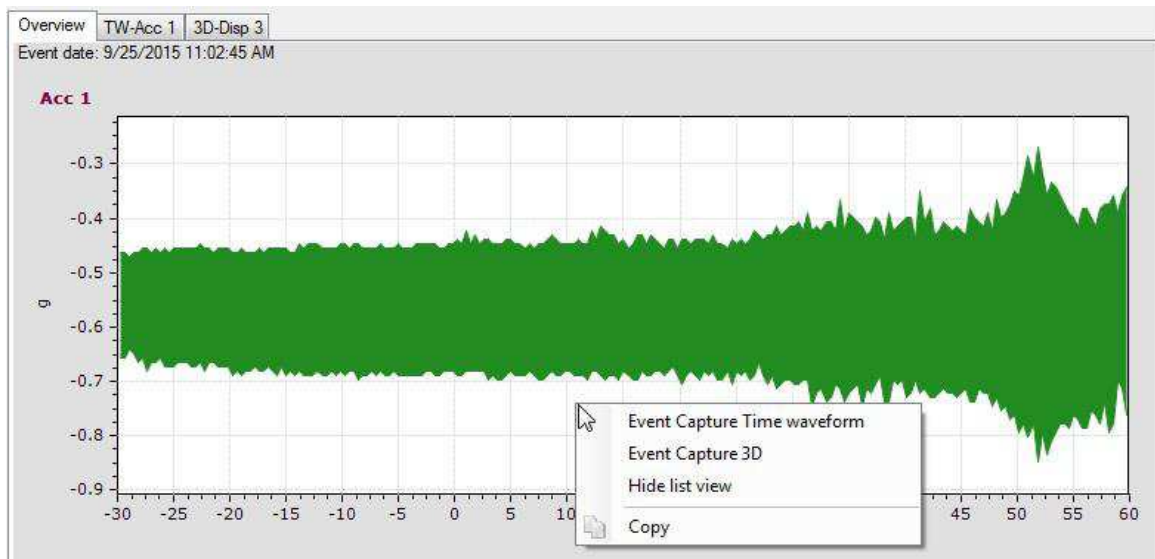 Overview TW-Acc 1 3D-Disp 3
Event date: 9/25/2015 11:02:45 AM
Acc 1
-0.3
-0.4
-0.5
g
-0.6
-0.7
-0.8
-0.9
Event Capture Time waveform
Event Capture 3D
Hide list view
Copy
-30 -25 -20 -15 -10 -5 0 5 10 45 50 55 60